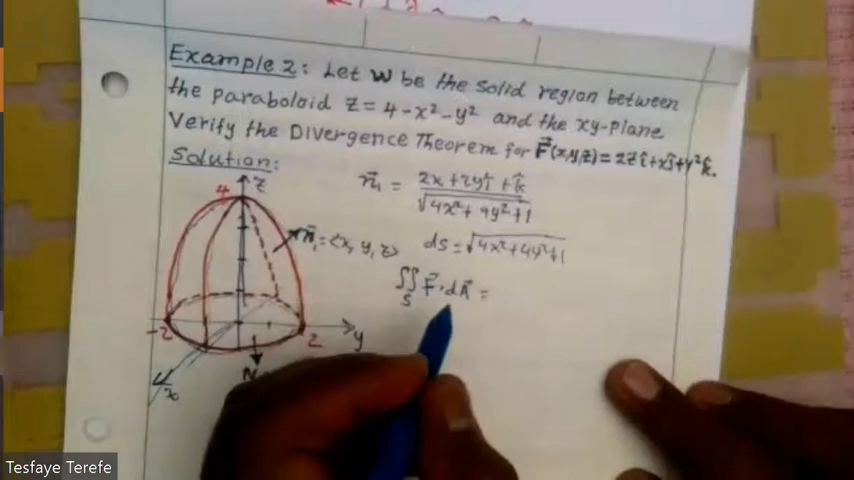 Example 2: Let W be the solid region between
the paraboloid z = 4 - x² - y² and the xy-plane
Verify the Divergence Theorem for F⃗(x,y,z) = 2z î + x ĵ + y² k̂.
Solution:
4 z
n⃗₁ = 2x + 2y ĵ + k̂ / √4x² + 4y² + 1
n⃗₁ = <x, y, z>
ds = √4x² + 4y² + 1
∬ F⃗ · dA⃗ =
S
-2 2 y
x N
Tesfaye Terefe